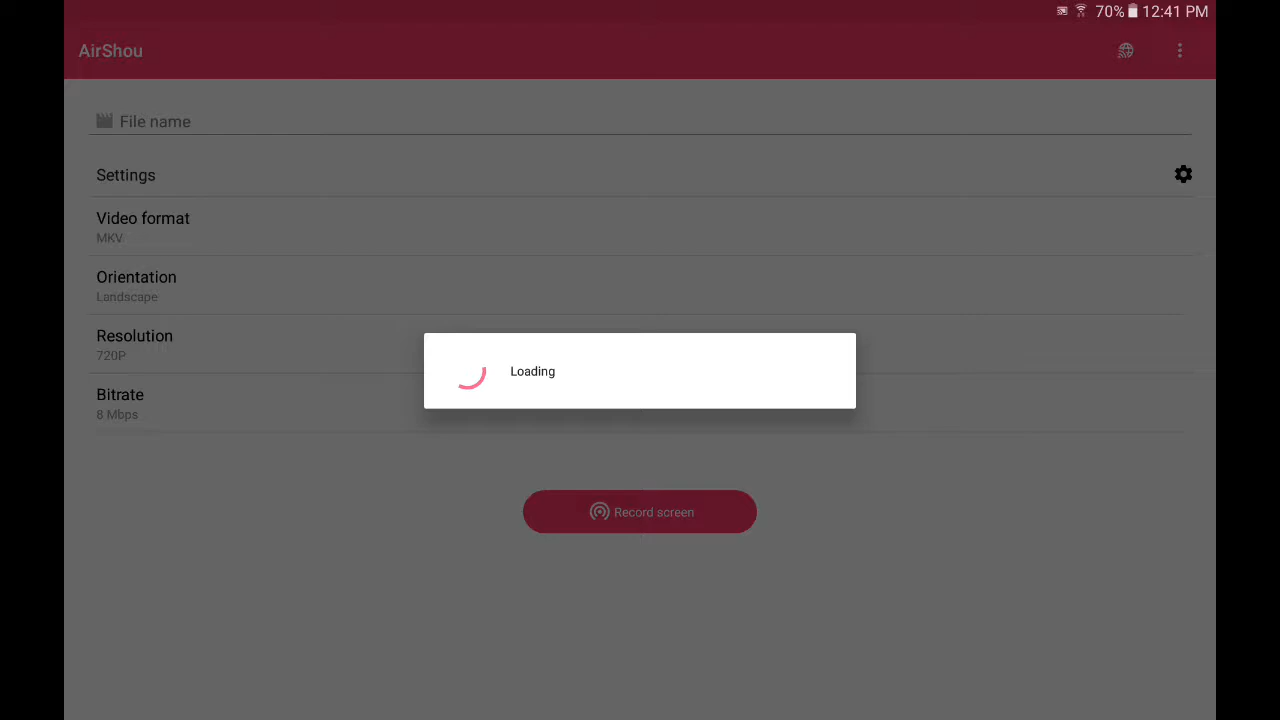 70% 12:41 PM
AirShou
File name
Settings
Video format
MKV
Orientation
Landscape
Resolution
720P
Loading
Bitrate
8 Mbps
Record screen